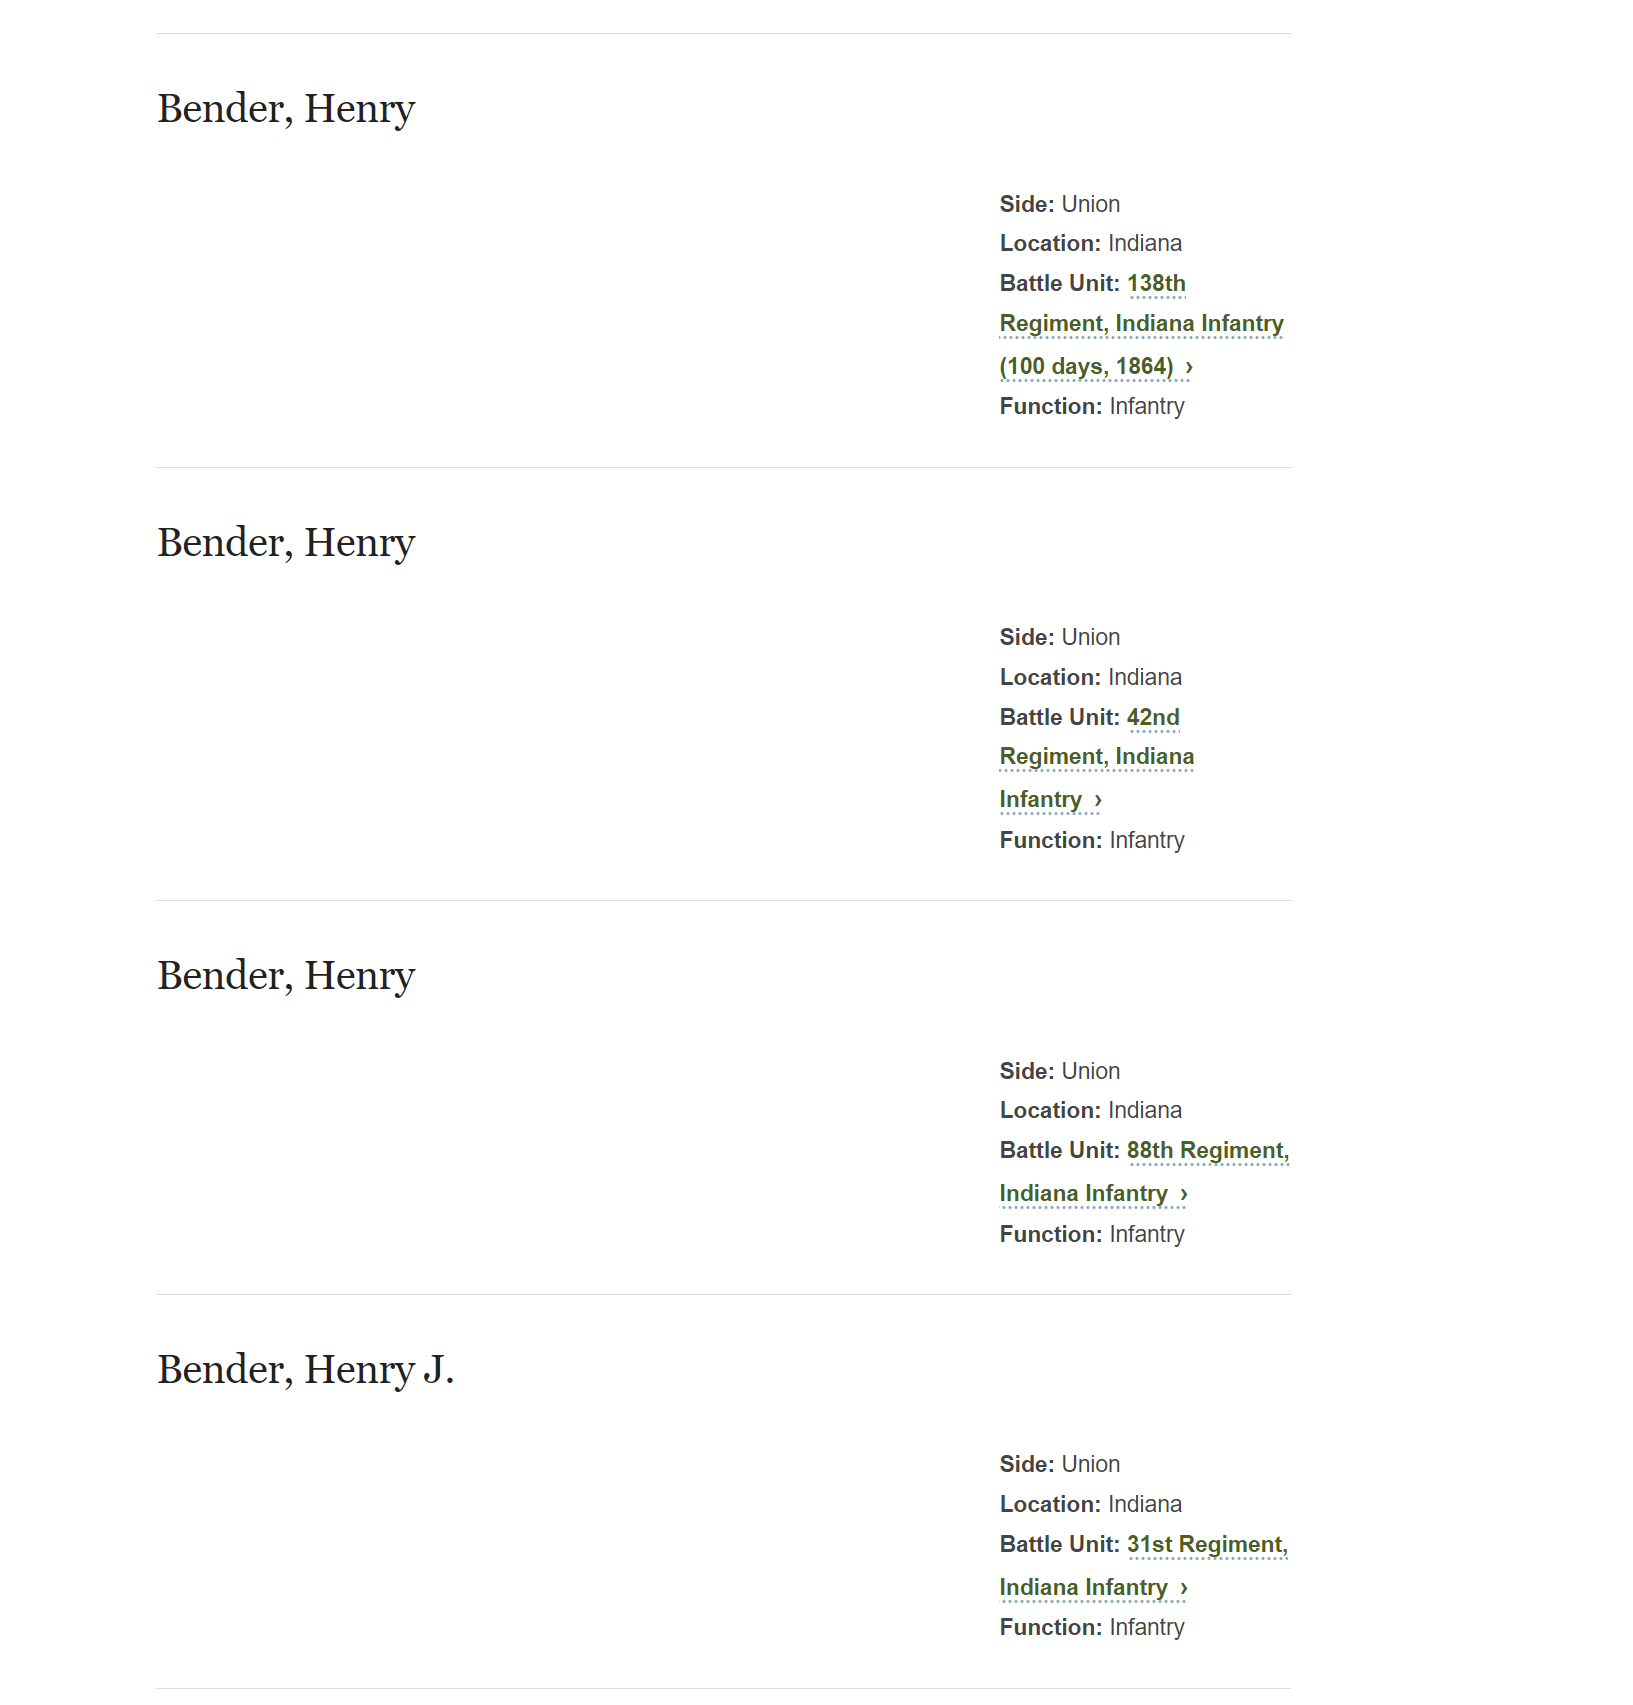 Bender, Henry
Side: Union
Location: Indiana
Battle Unit: 138th
Regiment, Indiana Infantry
(100 days, 1864) ›
Function: Infantry
Bender, Henry
Side: Union
Location: Indiana
Battle Unit: 42nd
Regiment, Indiana
Infantry ›
Function: Infantry
Bender, Henry
Side: Union
Location: Indiana
Battle Unit: 88th Regiment,
Indiana Infantry ›
Function: Infantry
Bender, Henry J.
Side: Union
Location: Indiana
Battle Unit: 31st Regiment,
Indiana Infantry ›
Function: Infantry